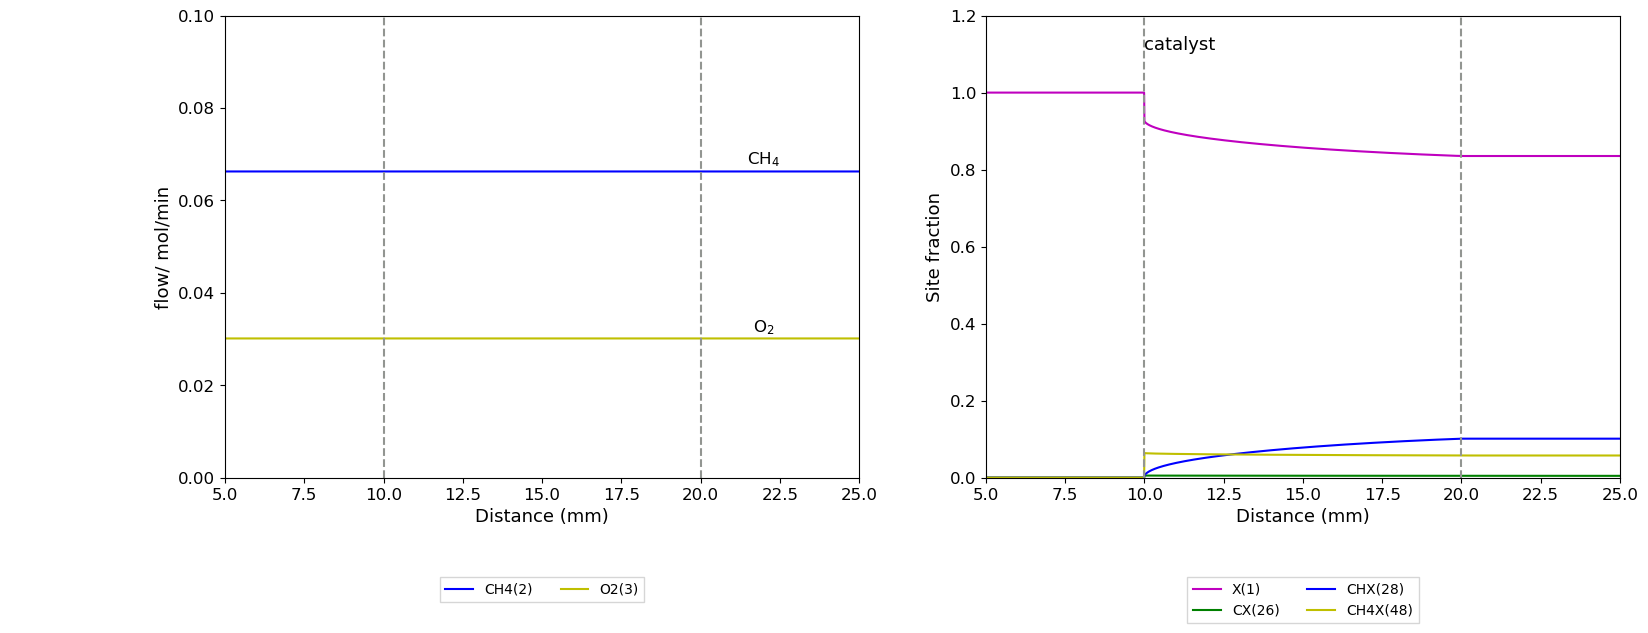 0.10
0.08
0.06
0.04
0.02
0.00
flow/ mol/min
CH₄
O₂
5.0 7.5 10.0 12.5 15.0 17.5 20.0 22.5 25.0
Distance (mm)
CH4(2) O2(3)
1.2
1.0
0.8
0.6
0.4
0.2
0.0
Site fraction
catalyst
5.0 7.5 10.0 12.5 15.0 17.5 20.0 22.5 25.0
Distance (mm)
X(1) CHX(28)
CX(26) CH4X(48)